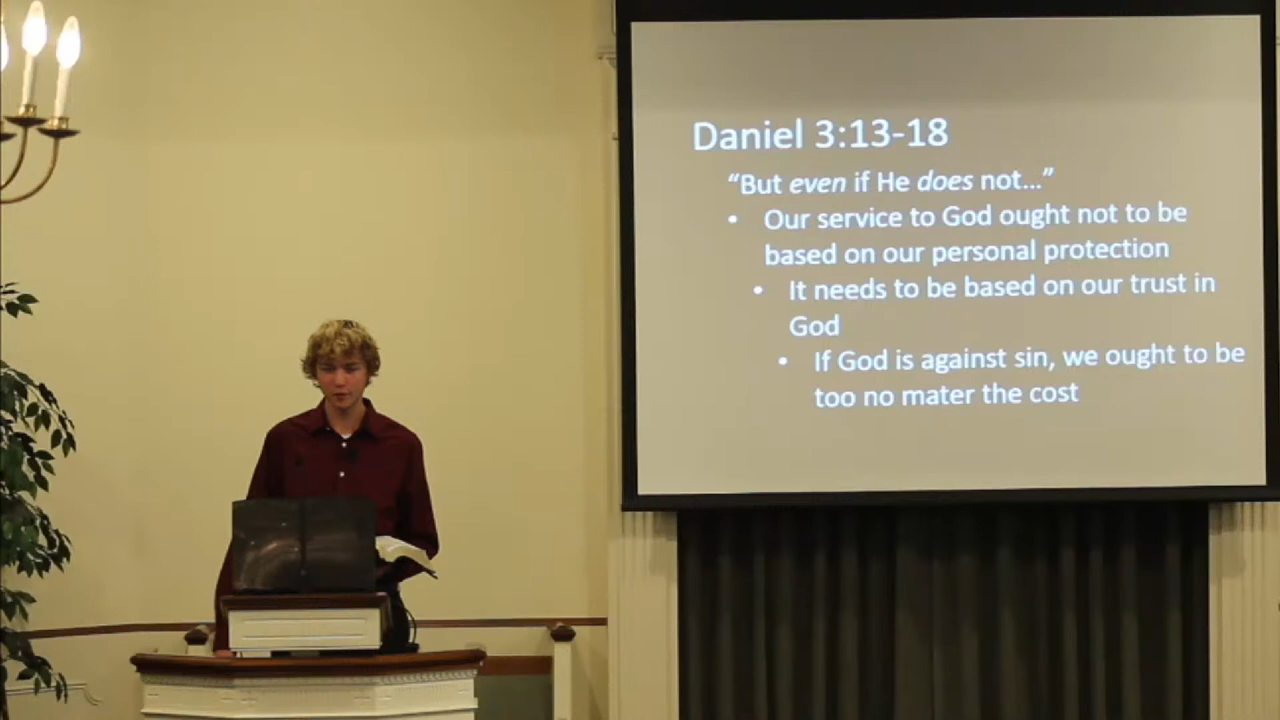 Daniel 3:13-18
“But even if He does not…”
• Our service to God ought not to be
based on our personal protection
• It needs to be based on our trust in
God
• If God is against sin, we ought to be
too no mater the cost